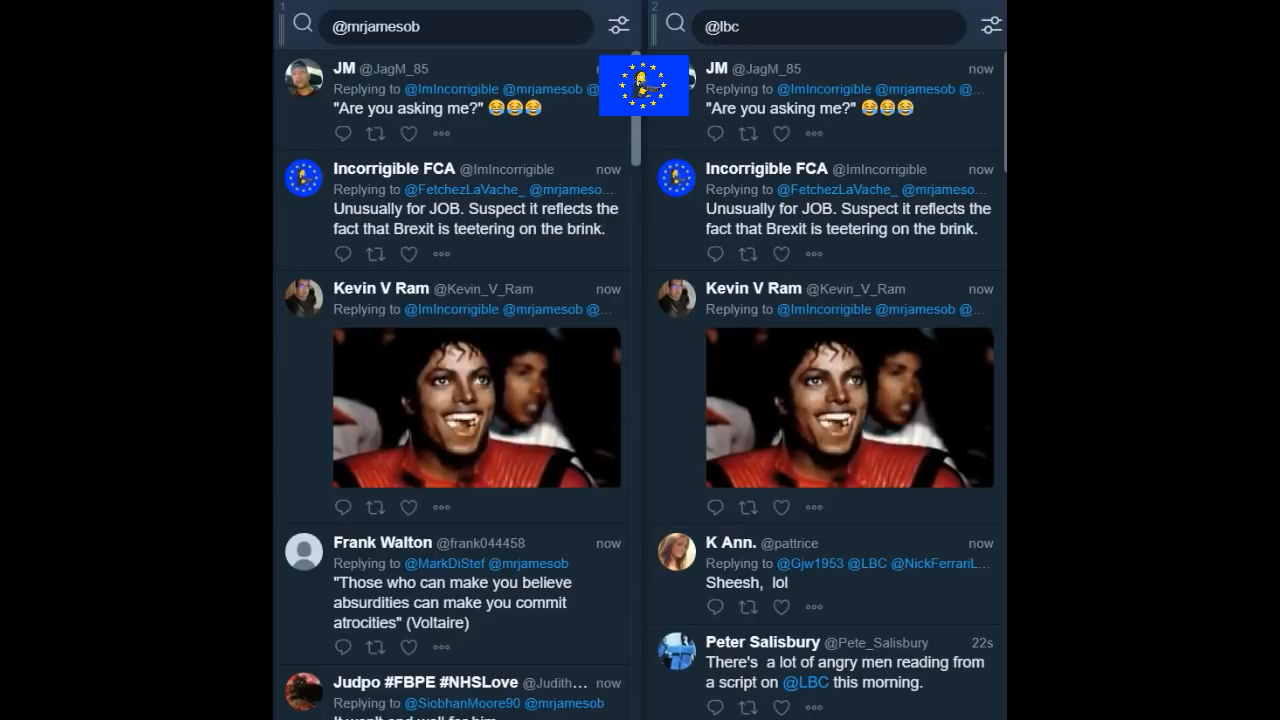 1
@mrjamesob
JM @JagM_85
Replying to @ImIncorrigible @mrjamesob @
"Are you asking me?" 😂😂😂
Incorrigible FCA @ImIncorrigible now
Replying to @FetchezLaVache_ @mrjameso...
Unusually for JOB. Suspect it reflects the
fact that Brexit is teetering on the brink.
Kevin V Ram @Kevin_V_Ram now
Replying to @ImIncorrigible @mrjamesob @...
Frank Walton @frank044458 now
Replying to @MarkDiStef @mrjamesob
"Those who can make you believe
absurdities can make you commit
atrocities" (Voltaire)
Judpo #FBPE #NHSLove @Judith... now
Replying to @SiobhanMoore90 @mrjamesob
2
@lbc
JM @JagM_85 now
Replying to @ImIncorrigible @mrjamesob @...
"Are you asking me?" 😂😂😂
Incorrigible FCA @ImIncorrigible now
Replying to @FetchezLaVache_ @mrjameso...
Unusually for JOB. Suspect it reflects the
fact that Brexit is teetering on the brink.
Kevin V Ram @Kevin_V_Ram now
Replying to @ImIncorrigible @mrjamesob @...
K Ann. @pattrice now
Replying to @Gjw1953 @LBC @NickFerrariL...
Sheesh, lol
Peter Salisbury @Pete_Salisbury 22s
There's a lot of angry men reading from
a script on @LBC this morning.